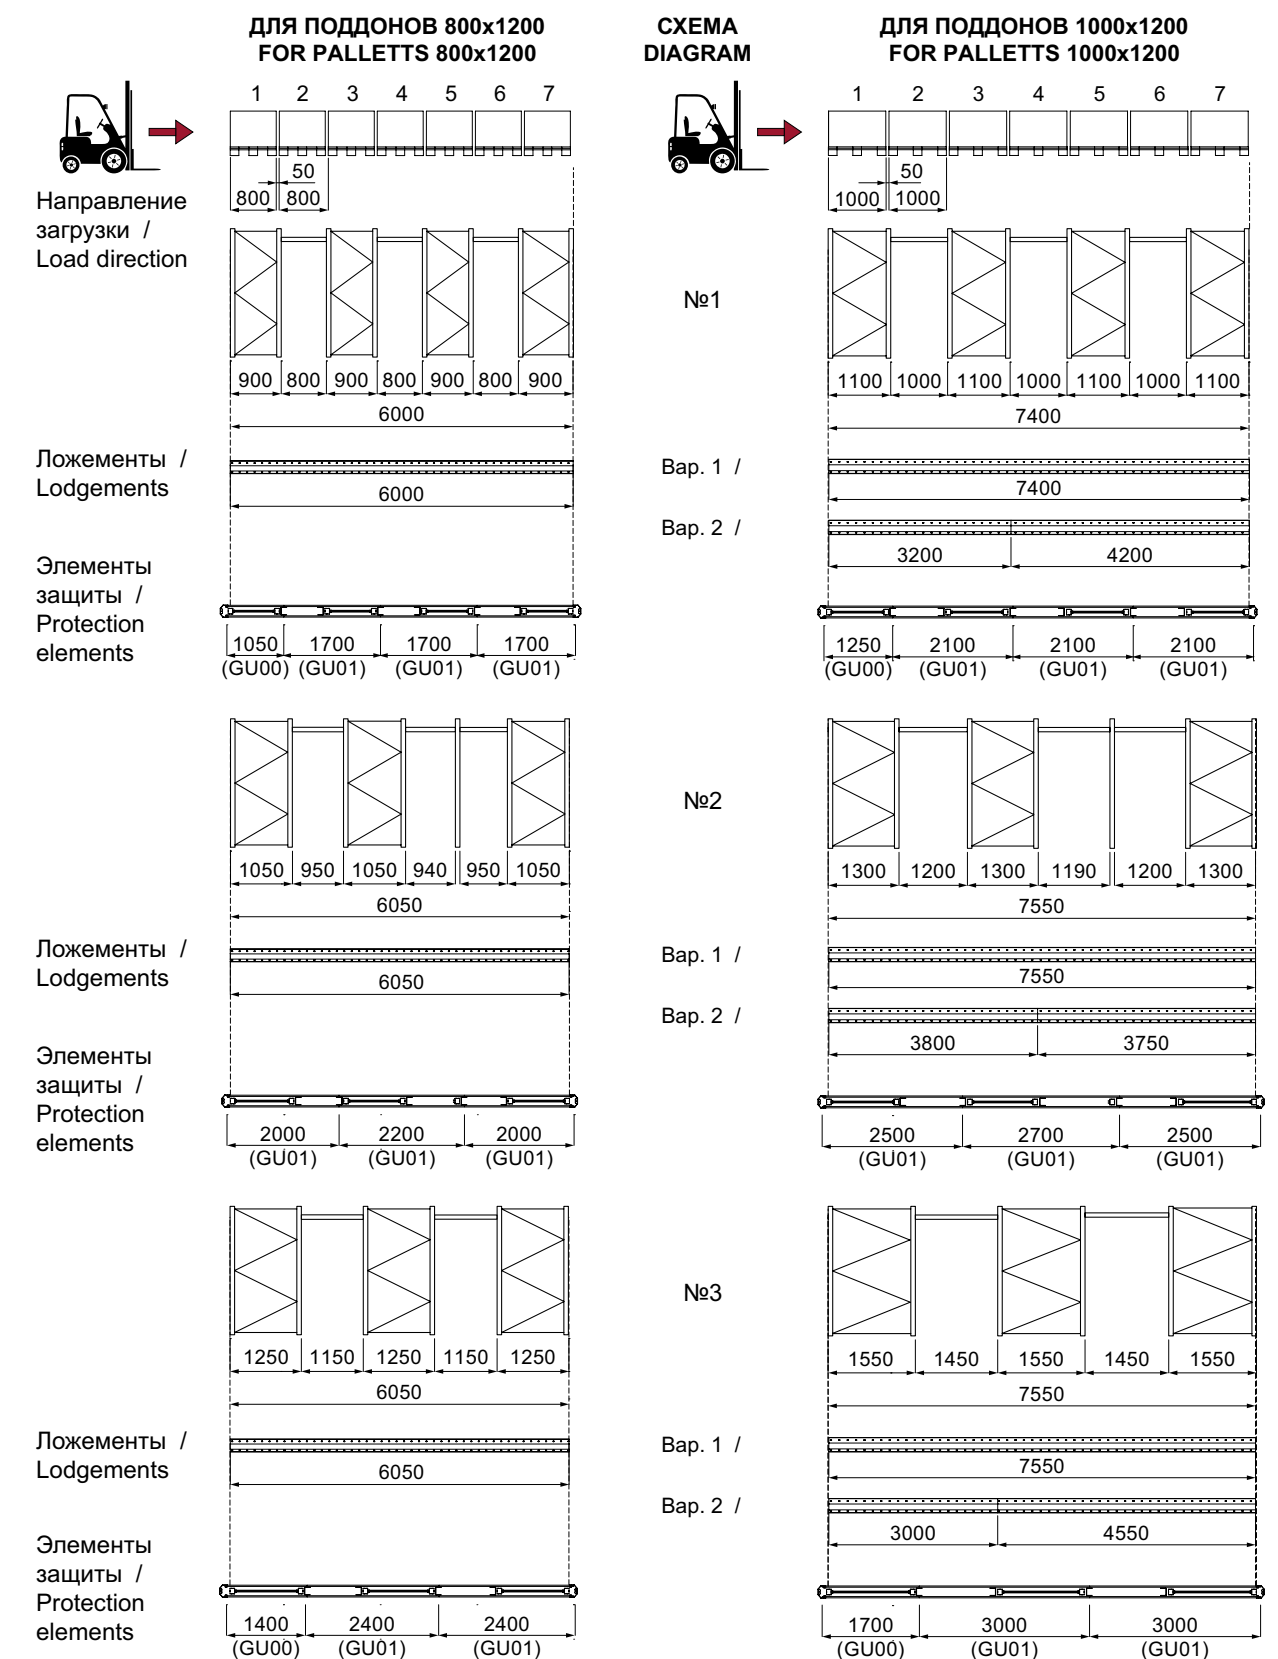 ДЛЯ ПОДДОНОВ 800x1200
FOR PALLETTS 800x1200
СХЕМА
DIAGRAM
ДЛЯ ПОДДОНОВ 1000x1200
FOR PALLETTS 1000x1200
1 2 3 4 5 6 7
1 2 3 4 5 6 7
50
800 800
50
1000 1000
Направление
загрузки /
Load direction
№1
900 800 900 800 900 800 900
6000
1100 1000 1100 1000 1100 1000 1100
7400
Ложементы /
Lodgements
6000
Вар. 1 /
7400
Вар. 2 /
3200 4200
Элементы
защиты /
Protection
elements
1050 1700 1700 1700
(GU00) (GU01) (GU01) (GU01)
1250 2100 2100 2100
(GU00) (GU01) (GU01) (GU01)
№2
1050 950 1050 940 950 1050
6050
1300 1200 1300 1190 1200 1300
7550
Ложементы /
Lodgements
6050
Вар. 1 /
7550
Вар. 2 /
3800 3750
Элементы
защиты /
Protection
elements
2000 2200 2000
(GU01) (GU01) (GU01)
2500 2700 2500
(GU01) (GU01) (GU01)
№3
1250 1150 1250 1150 1250
6050
1550 1450 1550 1450 1550
7550
Ложементы /
Lodgements
6050
Вар. 1 /
7550
Вар. 2 /
3000 4550
Элементы
защиты /
Protection
elements
1400 2400 2400
(GU00) (GU01) (GU01)
1700 3000 3000
(GU00) (GU01) (GU01)